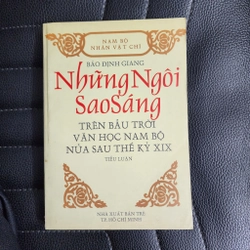 NAM BỘ
NHÂN VẬT CHÍ
BẢO ĐỊNH GIANG
Những Ngôi
Sao Sáng
TRÊN BẦU TRỜI
VĂN HỌC NAM BỘ
NỬA SAU THẾ KỶ XIX
TIỂU LUẬN
NHÀ XUẤT BẢN TRẺ
TP. HỒ CHÍ MINH